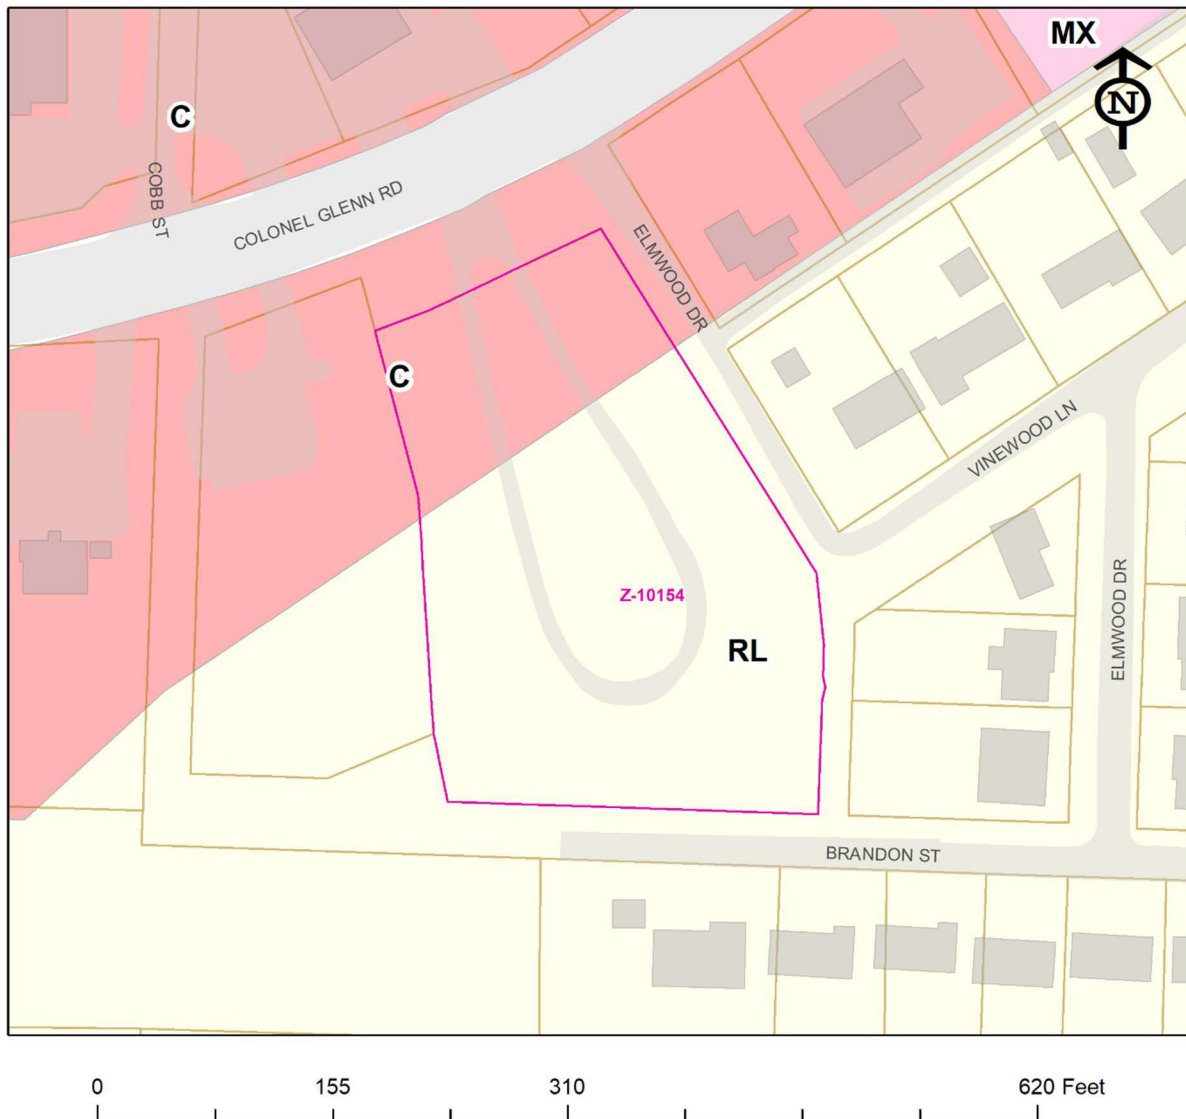 MX
N
C
COBB ST
COLONEL GLENN RD
ELMWOOD DR
C
VINEWOOD LN
Z-10154
RL
ELMWOOD DR
BRANDON ST
0 155 310 620 Feet